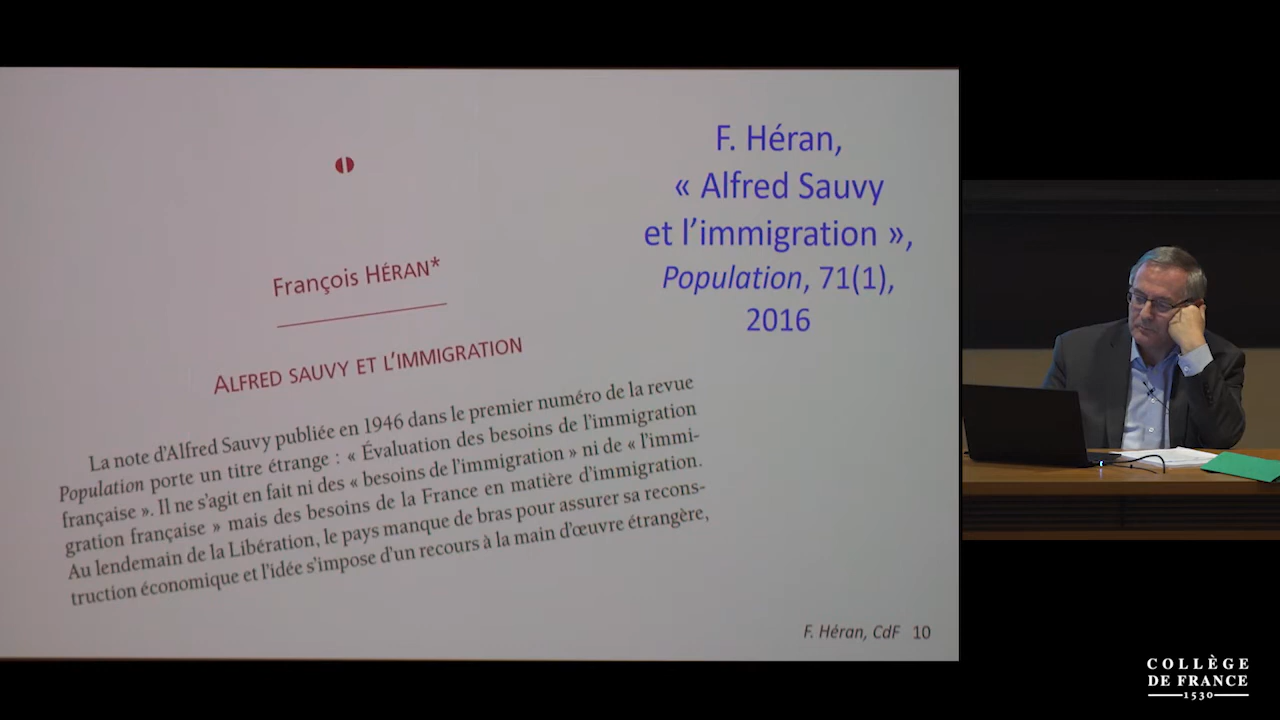 François HÉRAN*
ALFRED SAUVY ET L'IMMIGRATION
La note d'Alfred Sauvy publiée en 1946 dans le premier numéro de la revue
Population porte un titre étrange : « Évaluation des besoins de l'immigration
française ». Il ne s'agit en fait ni des « besoins de l'immigration » ni de « l'immi-
gration française » mais des besoins de la France en matière d'immigration.
Au lendemain de la Libération, le pays manque de bras pour assurer sa recons-
truction économique et l'idée s'impose d'un recours à la main d'œuvre étrangère,
F. Héran,
« Alfred Sauvy
et l'immigration »,
Population, 71(1),
2016
F. Héran, CdF 10
COLLÈGE
DE FRANCE
1530